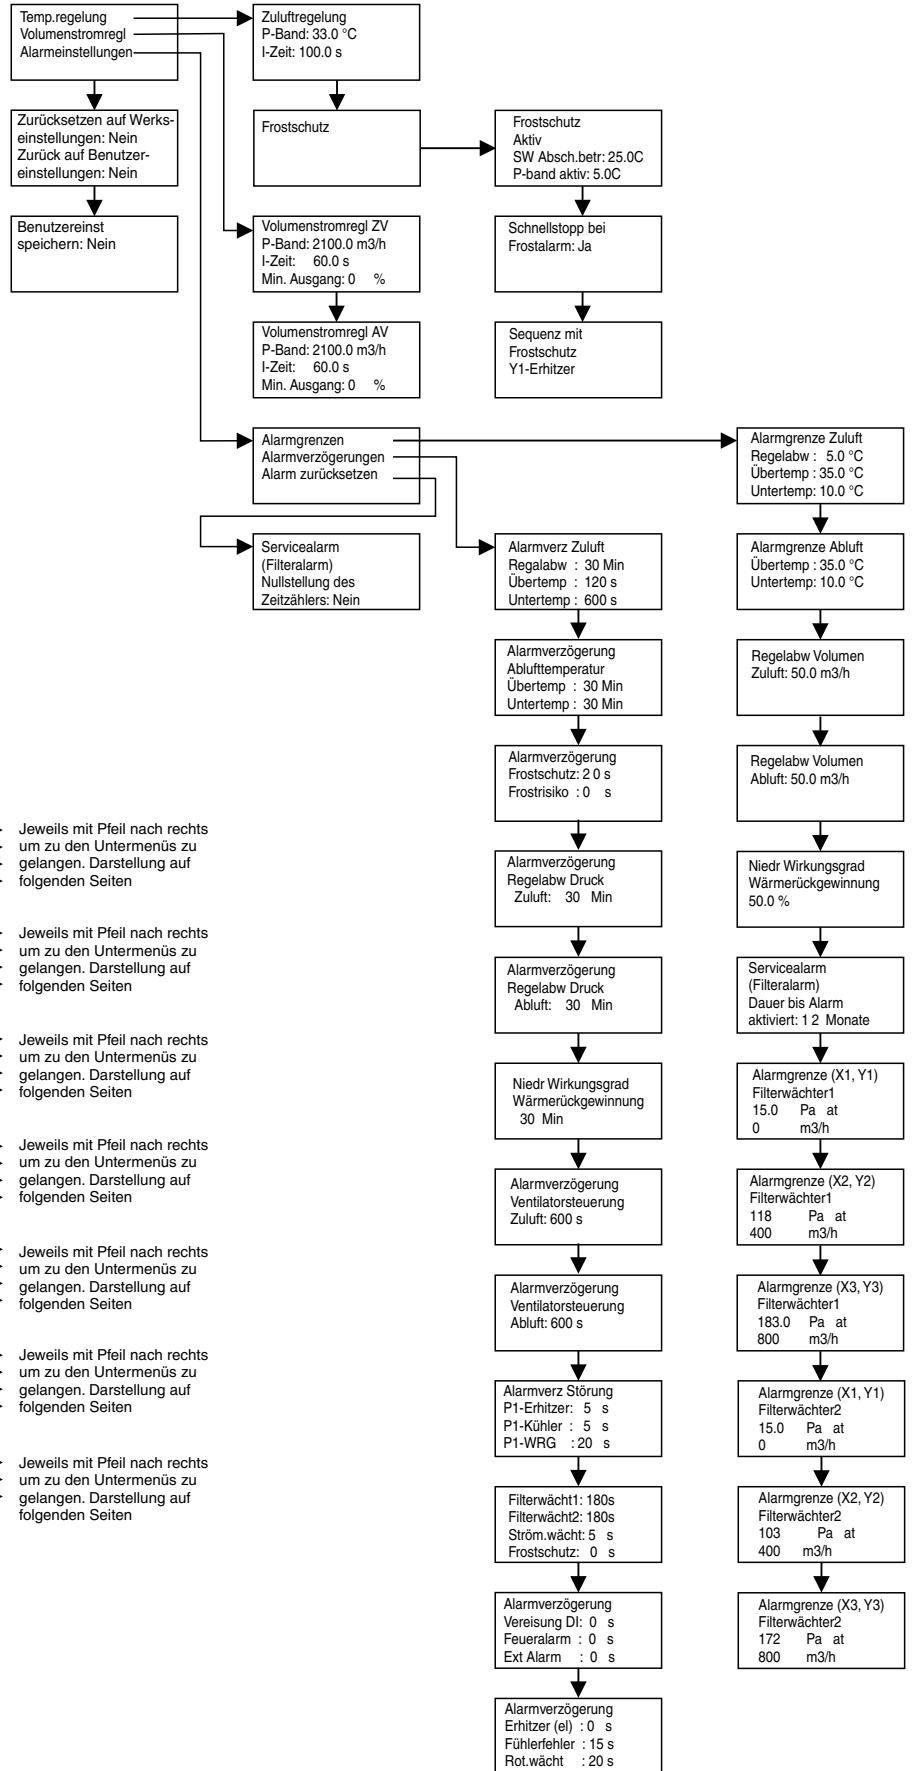 Temp.regelung
Volumenstromregl
Alarmeinstellungen
Zurücksetzen auf Werks-
einstellungen: Nein
Zurück auf Benutzer-
einstellungen: Nein
Benutzereinst
speichern: Nein
Zuluftregelung
P-Band: 33.0 °C
I-Zeit: 100.0 s
Frostschutz
Frostschutz
Aktiv
SW Absch.betr: 25.0C
P-band aktiv: 5.0C
Schnellstopp bei
Frostalarm: Ja
Sequenz mit
Frostschutz
Y1-Erhitzer
Volumenstromregl ZV
P-Band: 2100.0 m3/h
I-Zeit: 60.0 s
Min. Ausgang: 0 %
Volumenstromregl AV
P-Band: 2100.0 m3/h
I-Zeit: 60.0 s
Min. Ausgang: 0 %
Alarmgrenzen
Alarmverzögerungen
Alarm zurücksetzen
Servicealarm
(Filteralarm)
Nullstellung des
Zeitzählers: Nein
Alarmverz Zuluft
Regalabw : 30 Min
Übertemp : 120 s
Untertemp : 600 s
Alarmverzögerung
Ablufttemperatur
Übertemp : 30 Min
Untertemp : 30 Min
Alarmverzögerung
Frostschutz: 2 0 s
Frostrisiko : 0 s
Alarmverzögerung
Regelabw Druck
Zuluft: 30 Min
Alarmverzögerung
Regelabw Druck
Abluft: 30 Min
Niedr Wirkungsgrad
Wärmerückgewinnung
30 Min
Alarmverzögerung
Ventilatorsteuerung
Zuluft: 600 s
Alarmverzögerung
Ventilatorsteuerung
Abluft: 600 s
Alarmverz Störung
P1-Erhitzer: 5 s
P1-Kühler : 5 s
P1-WRG : 20 s
Filterwächt1: 180s
Filterwächt2: 180s
Ström.wächt: 5 s
Frostschutz: 0 s
Alarmverzögerung
Vereisung DI: 0 s
Feueralarm : 0 s
Ext Alarm : 0 s
Alarmverzögerung
Erhitzer (el) : 0 s
Fühlerfehler : 15 s
Rot.wächt : 20 s
Alarmgrenze Zuluft
Regelabw : 5.0 °C
Übertemp : 35.0 °C
Untertemp: 10.0 °C
Alarmgrenze Abluft
Übertemp : 35.0 °C
Untertemp: 10.0 °C
Regelabw Volumen
Zuluft: 50.0 m3/h
Regelabw Volumen
Abluft: 50.0 m3/h
Niedr Wirkungsgrad
Wärmerückgewinnung
50.0 %
Servicealarm
(Filteralarm)
Dauer bis Alarm
aktiviert: 1 2 Monate
Alarmgrenze (X1, Y1)
Filterwächter1
15.0 Pa at
0 m3/h
Alarmgrenze (X2, Y2)
Filterwächter1
118 Pa at
400 m3/h
Alarmgrenze (X3, Y3)
Filterwächter1
183.0 Pa at
800 m3/h
Alarmgrenze (X1, Y1)
Filterwächter2
15.0 Pa at
0 m3/h
Alarmgrenze (X2, Y2)
Filterwächter2
103 Pa at
400 m3/h
Alarmgrenze (X3, Y3)
Filterwächter2
172 Pa at
800 m3/h
Jeweils mit Pfeil nach rechts
um zu den Untermenüs zu
gelangen. Darstellung auf
folgenden Seiten
Jeweils mit Pfeil nach rechts
um zu den Untermenüs zu
gelangen. Darstellung auf
folgenden Seiten
Jeweils mit Pfeil nach rechts
um zu den Untermenüs zu
gelangen. Darstellung auf
folgenden Seiten
Jeweils mit Pfeil nach rechts
um zu den Untermenüs zu
gelangen. Darstellung auf
folgenden Seiten
Jeweils mit Pfeil nach rechts
um zu den Untermenüs zu
gelangen. Darstellung auf
folgenden Seiten
Jeweils mit Pfeil nach rechts
um zu den Untermenüs zu
gelangen. Darstellung auf
folgenden Seiten
Jeweils mit Pfeil nach rechts
um zu den Untermenüs zu
gelangen. Darstellung auf
folgenden Seiten